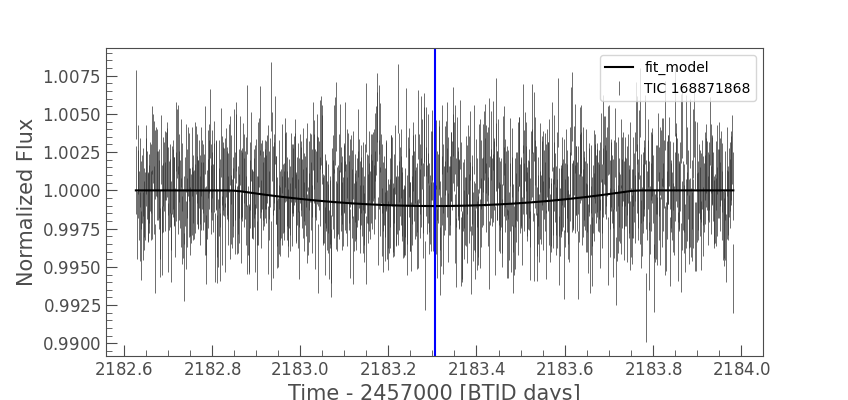 1.0075
1.0050
1.0025
1.0000
0.9975
0.9950
0.9925
0.9900
Normalized Flux
fit_model
TIC 168871868
2182.6 2182.8 2183.0 2183.2 2183.4 2183.6 2183.8 2184.0
Time - 2457000 [BTJD days]